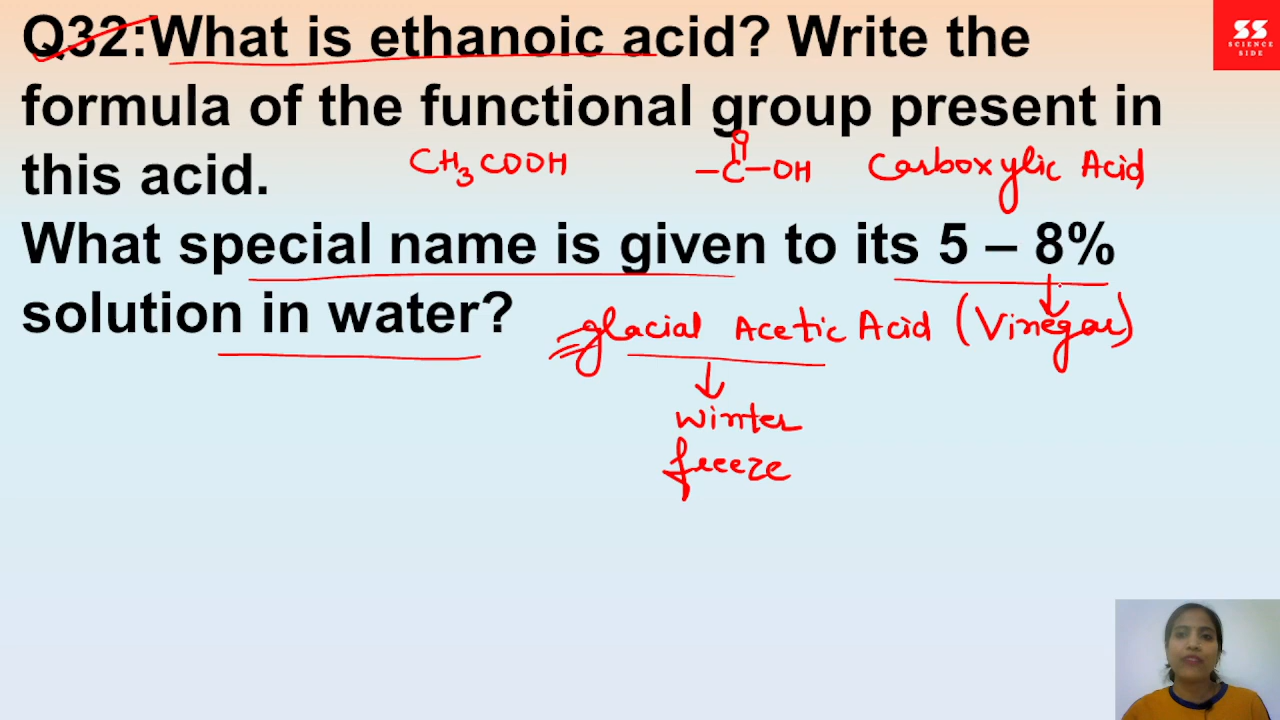 Q32:What is ethanoic acid? Write the
formula of the functional group present in
this acid.
CH3COOH
O
–C–OH
Carboxylic Acid
What special name is given to its 5 – 8%
solution in water?
glacial Acetic Acid (Vinegar)
winter
freeze
SS
SCIENCE
SIDE